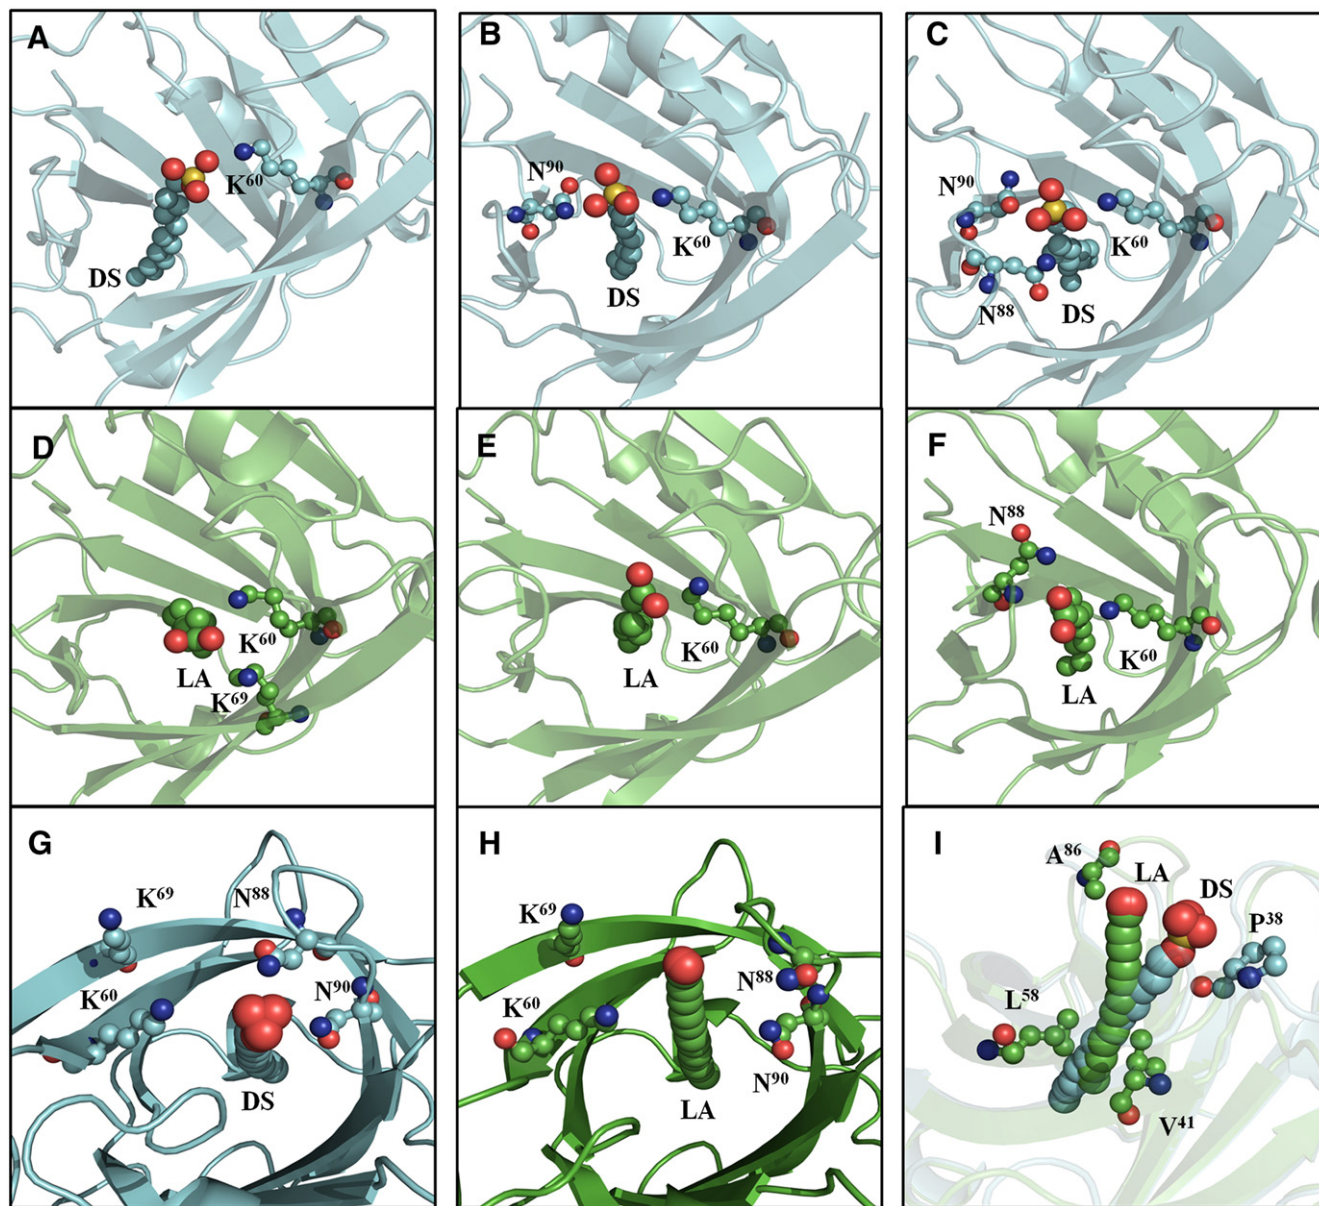 A
K⁶⁰
DS
B
N⁹⁰
K⁶⁰
DS
C
N⁹⁰
K⁶⁰
N⁸⁸
DS
D
K⁶⁰
LA
K⁶⁹
E
K⁶⁰
LA
F
N⁸⁸
K⁶⁰
LA
G
K⁶⁹
N⁸⁸
K⁶⁰
N⁹⁰
DS
H
K⁶⁹
N⁸⁸
K⁶⁰
N⁹⁰
LA
I
A⁸⁶
LA
DS
P³⁸
L⁵⁸
V⁴¹